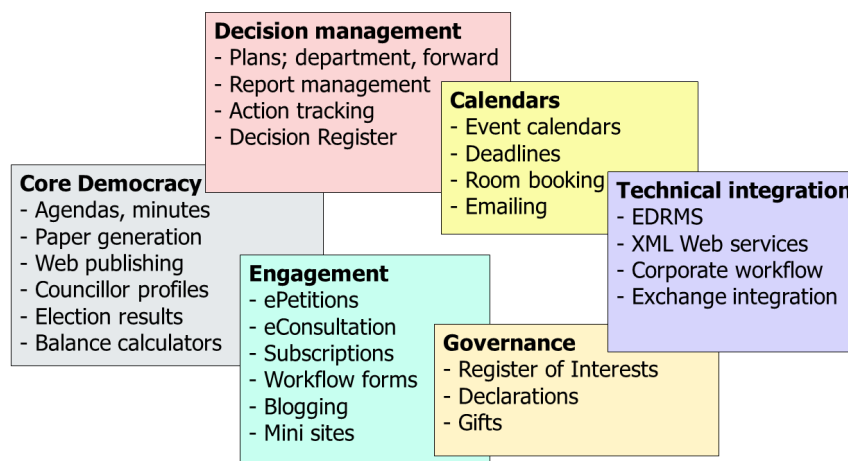 Decision management
- Plans; department, forward
- Report management
- Action tracking
- Decision Register
Calendars
- Event calendars
- Deadlines
- Room booking
- Emailing
Core Democracy
- Agendas, minutes
- Paper generation
- Web publishing
- Councillor profiles
- Election results
- Balance calculators
Technical integration
- EDRMS
- XML Web services
- Corporate workflow
- Exchange integration
Engagement
- ePetitions
- eConsultation
- Subscriptions
- Workflow forms
- Blogging
- Mini sites
Governance
- Register of Interests
- Declarations
- Gifts